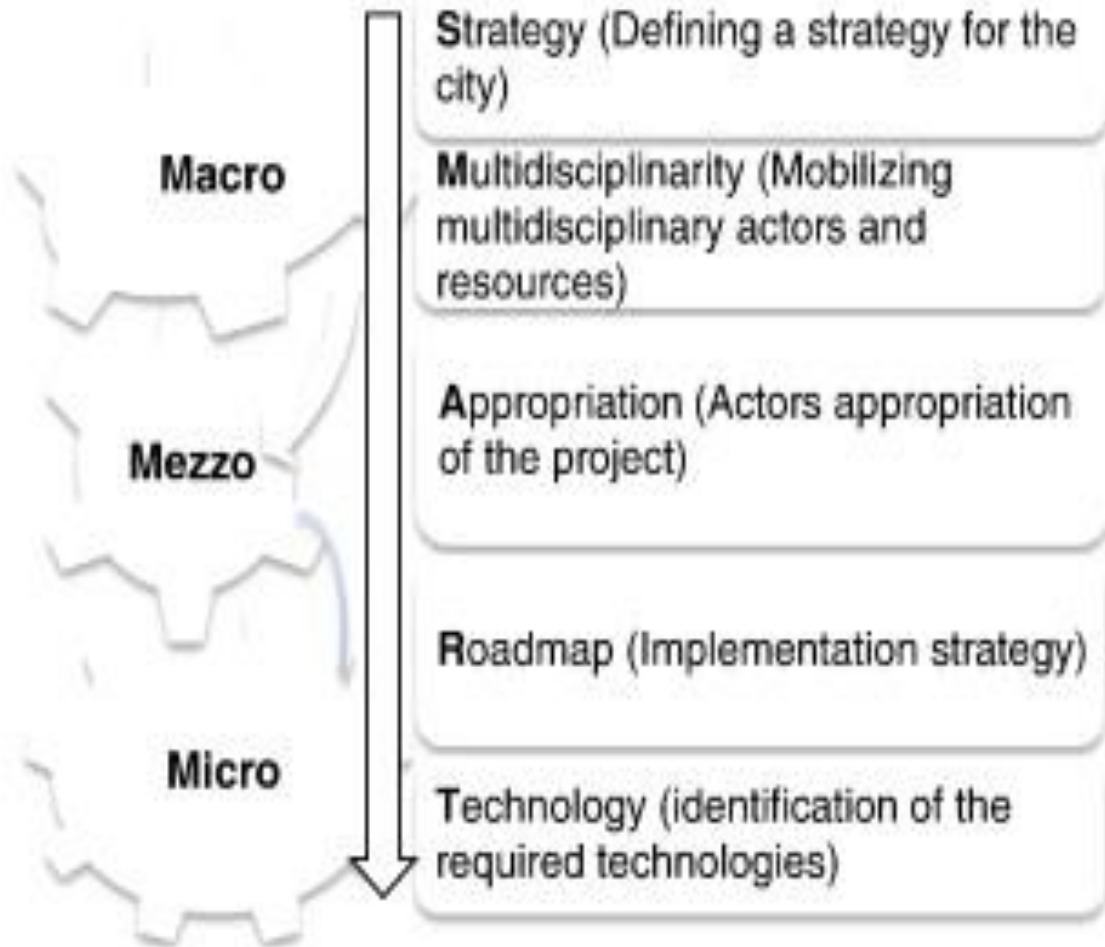 Macro
Mezzo
Micro
Strategy (Defining a strategy for the
city)
Multidisciplinarity (Mobilizing
multidisciplinary actors and
resources)
Appropriation (Actors appropriation
of the project)
Roadmap (Implementation strategy)
Technology (identification of the
required technologies)